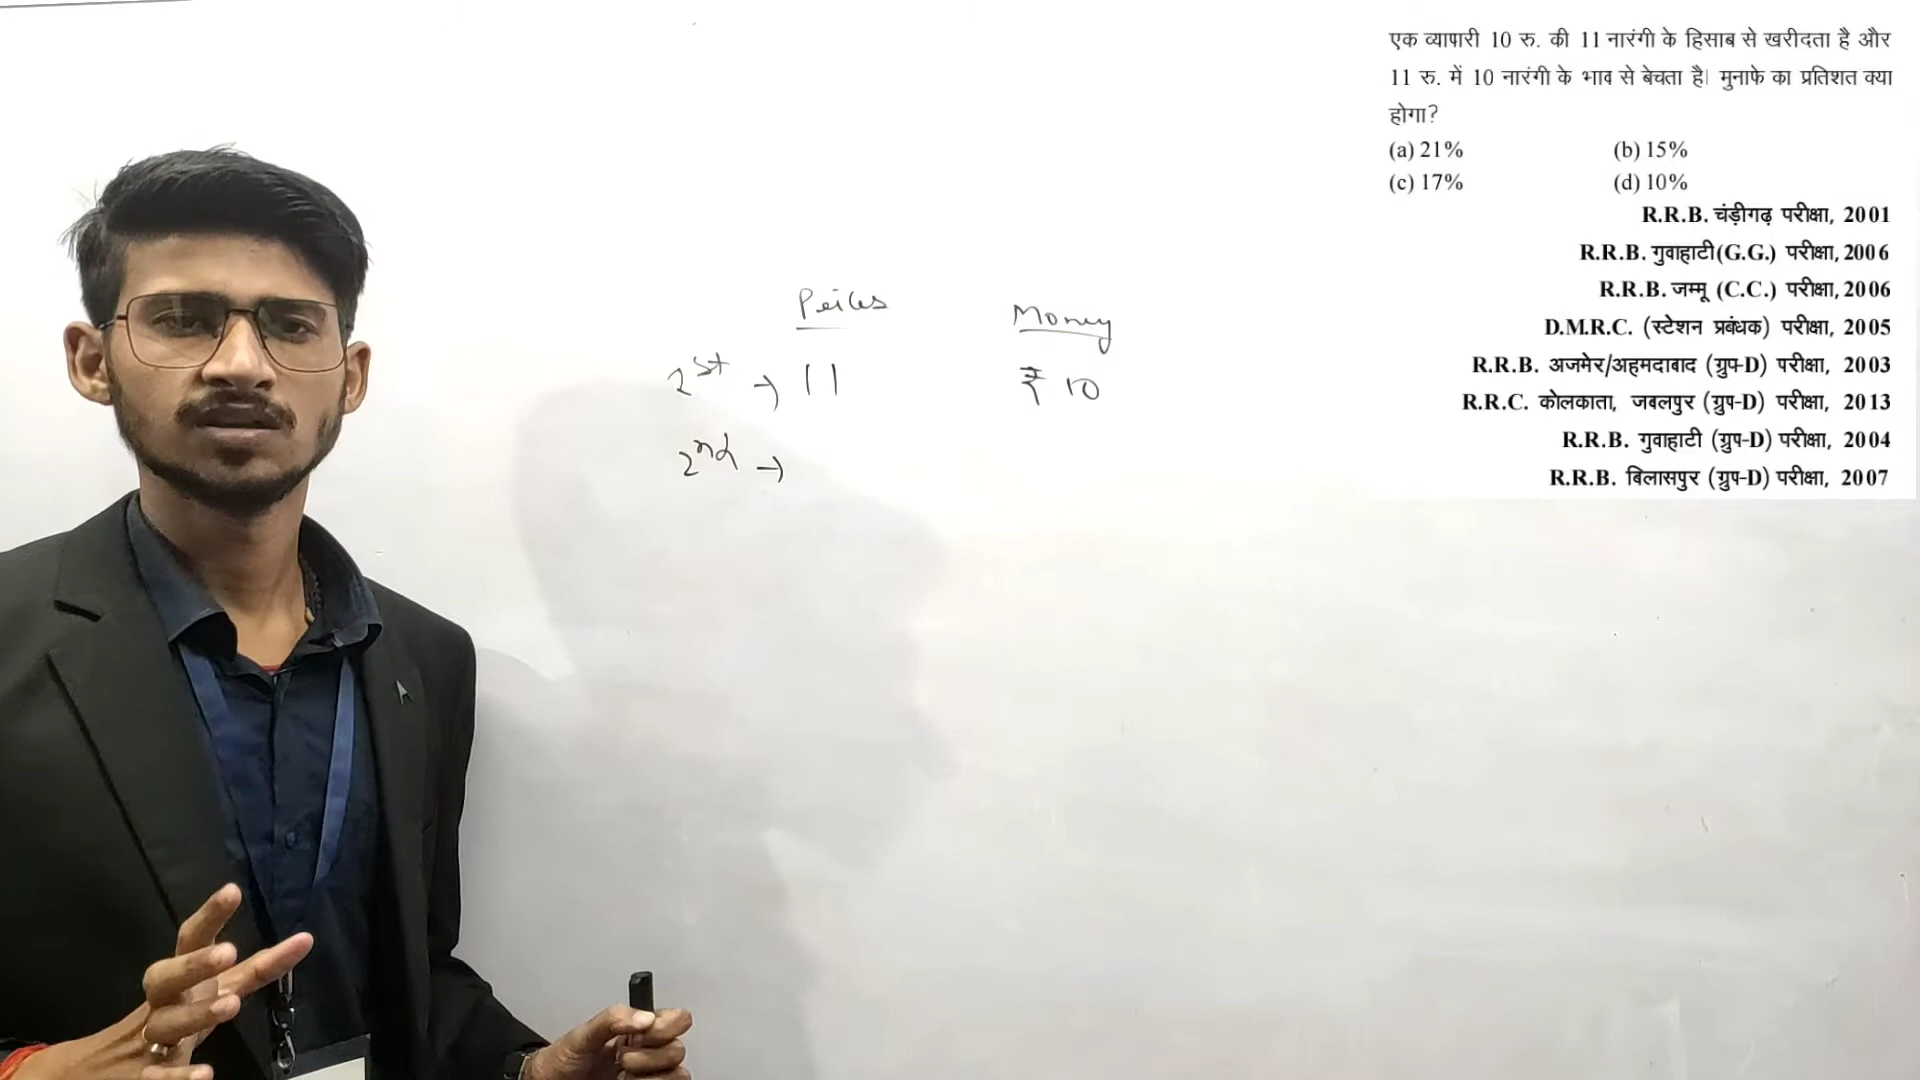 एक व्यापारी 10 रु. की 11 नारंगी के हिसाब से खरीदता है और
11 रु. में 10 नारंगी के भाव से बेचता है। मुनाफे का प्रतिशत क्या
होगा?
(a) 21% (b) 15%
(c) 17% (d) 10%
R.R.B. चंड़ीगढ़ परीक्षा, 2001
R.R.B. गुवाहाटी(G.G.) परीक्षा, 2006
R.R.B. जम्मू (C.C.) परीक्षा, 2006
D.M.R.C. (स्टेशन प्रबंधक) परीक्षा, 2005
R.R.B. अजमेर/अहमदाबाद (ग्रुप-D) परीक्षा, 2003
R.R.C. कोलकाता, जबलपुर (ग्रुप-D) परीक्षा, 2013
R.R.B. गुवाहाटी (ग्रुप-D) परीक्षा, 2004
R.R.B. बिलासपुर (ग्रुप-D) परीक्षा, 2007
Money
→ 11 ₹ 10
2nd →